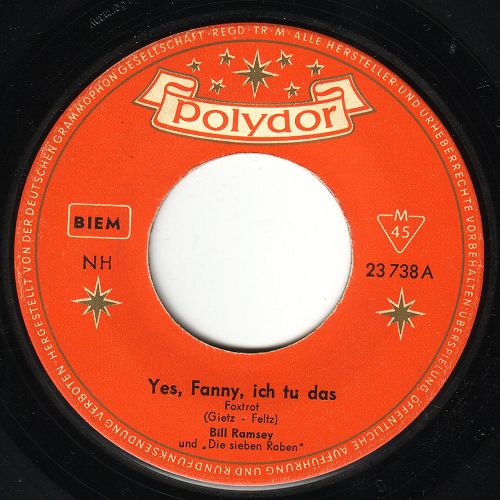 HERGESTELLT VON DER DEUTSCHEN GRAMMOPHON GESELLSCHAFT · REGD · TR · M · ALLE HERSTELLER UND URHEBERRECHTE VORBEHALTEN · ÜBERSPIELUNG ÖFFENTLICHE AUFFÜHRUNG UND RUNDFUNKSENDUNG VERBOTEN ·
polydor
BIEM
M
45
NH
23 738 A
Yes, Fanny, ich tu das
Foxtrot
(Gietz - Feltz)
Bill Ramsey
und „Die sieben Raben"